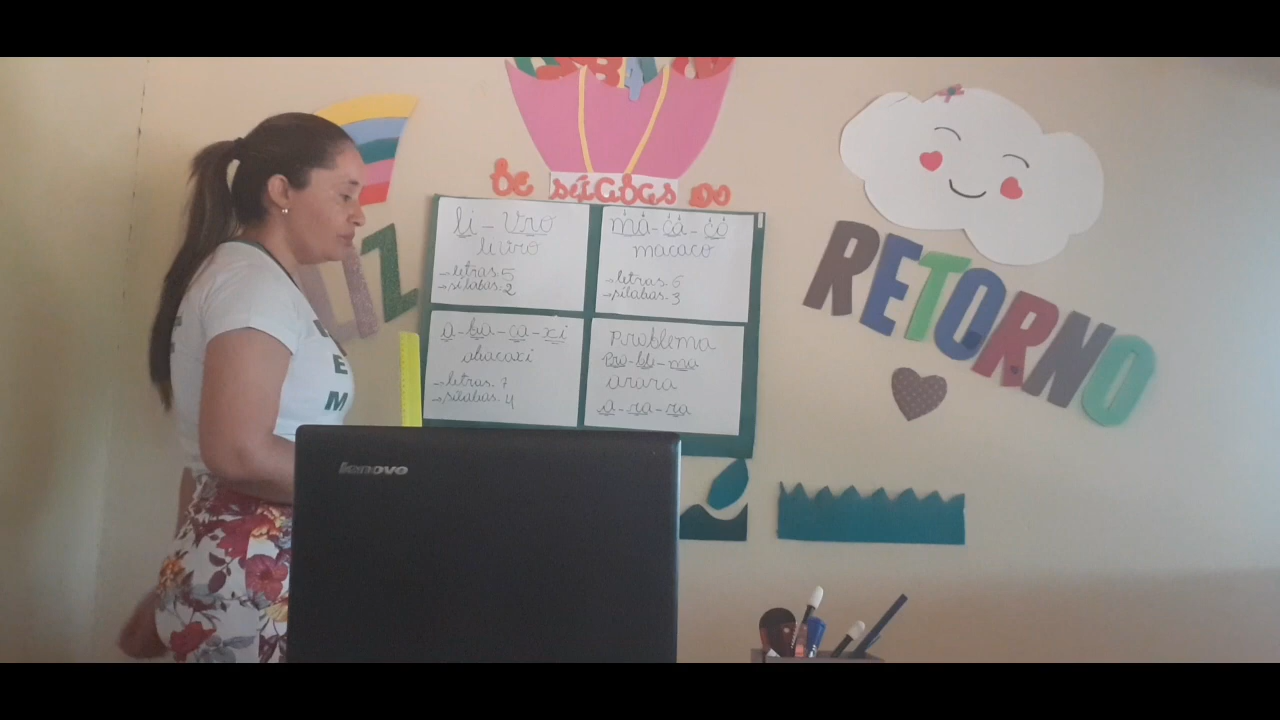 DE SÍLABAS DO
li - vro
livro
→ letras. 5
→ sílabas. 2
ma - ca - co
macaco
→ letras. 6
→ sílabas. 3
a - ba - ca - xi
abacaxi
→ letras. 7
→ sílabas. 4
Problema
Pro - ble - ma
arara
a - ra - ra
RETORNO
lenovo